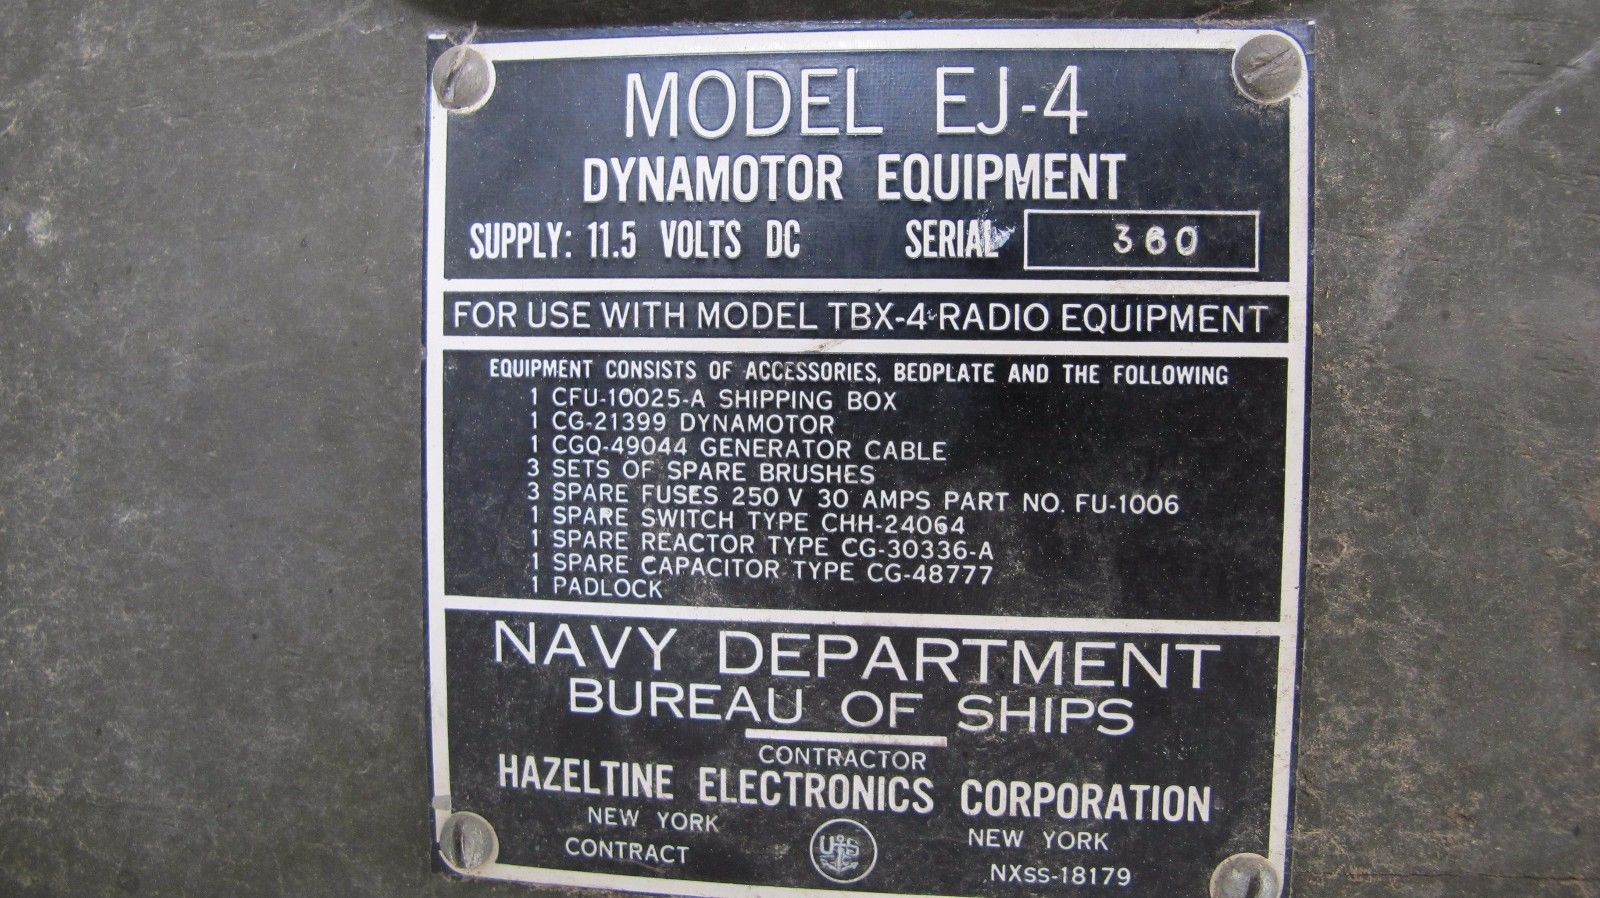 MODEL EJ-4
DYNAMOTOR EQUIPMENT
SUPPLY: 11.5 VOLTS DC SERIAL 360
FOR USE WITH MODEL TBX-4 RADIO EQUIPMENT
EQUIPMENT CONSISTS OF ACCESSORIES, BEDPLATE AND THE FOLLOWING
1 CFU-10025-A SHIPPING BOX
1 CG-21399 DYNAMOTOR
1 CGQ-49044 GENERATOR CABLE
3 SETS OF SPARE BRUSHES
3 SPARE FUSES 250 V 30 AMPS PART NO. FU-1006
1 SPARE SWITCH TYPE CHH-24064
1 SPARE REACTOR TYPE CG-30336-A
1 SPARE CAPACITOR TYPE CG-48777
1 PADLOCK
NAVY DEPARTMENT
BUREAU OF SHIPS
CONTRACTOR
HAZELTINE ELECTRONICS CORPORATION
NEW YORK NEW YORK
CONTRACT US NXSS-18179